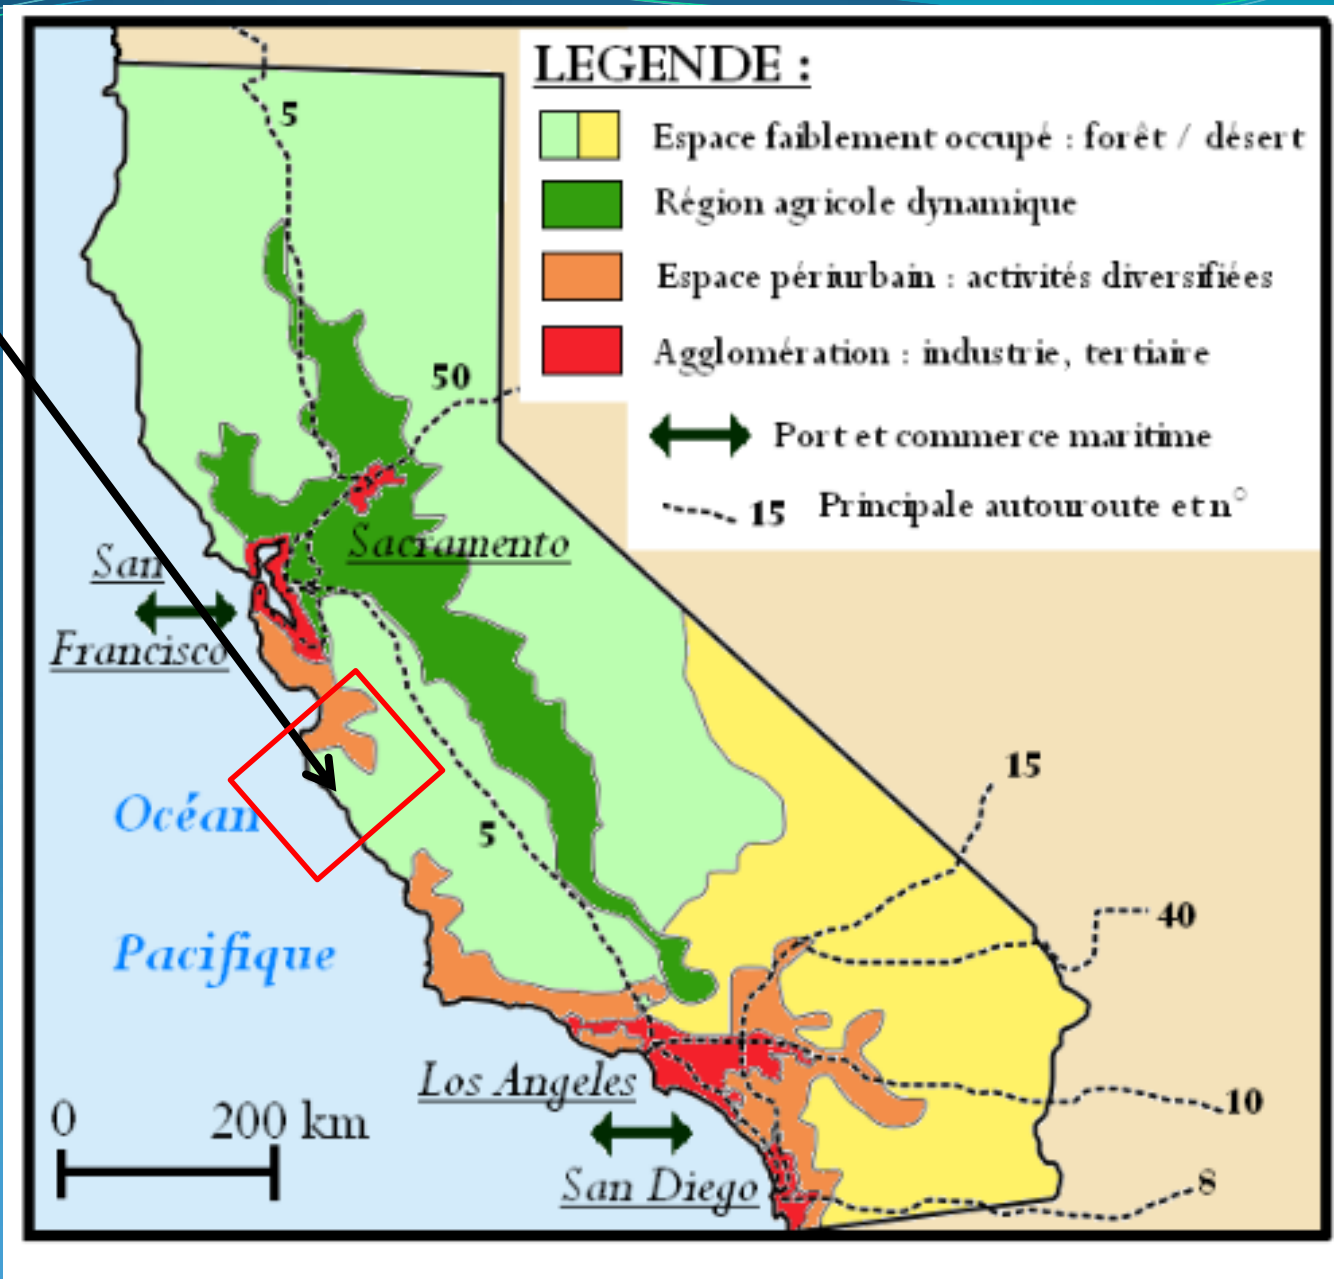 LEGENDE :
Espace faiblement occupé : forêt / désert
Région agricole dynamique
Espace périurbain : activités diversifiées
Agglomération : industrie, tertiaire
Port et commerce maritime
15 Principale autouroute et n°
5
50
Sacramento
San
Francisco
Océan
Pacifique
5
15
40
Los Angeles
10
San Diego
8
0 200 km